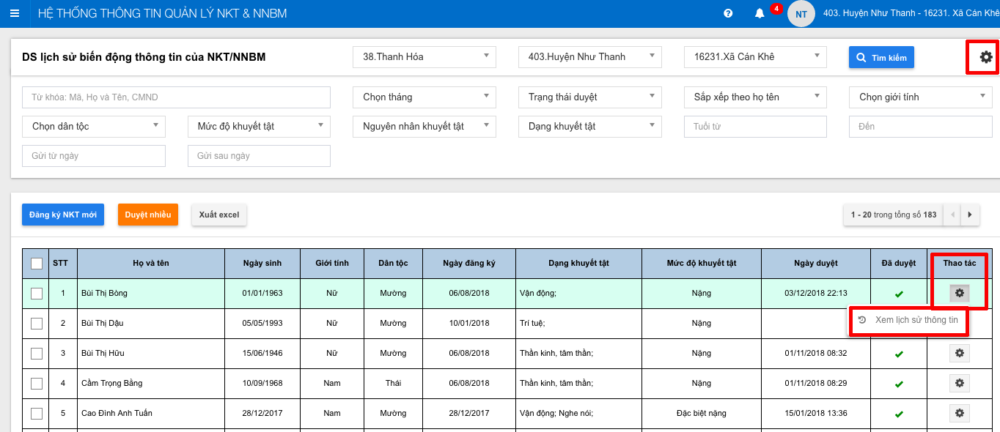 HỆ THỐNG THÔNG TIN QUẢN LÝ NKT & NNBM 4 NT 403. Huyện Như Thanh - 16231. Xã Cán Khê
DS lịch sử biến động thông tin của NKT/NNBM 38.Thanh Hóa 403.Huyện Như Thanh 16231.Xã Cán Khê Tìm kiếm
Từ khóa: Mã, Họ và Tên, CMND Chọn tháng Trạng thái duyệt Sắp xếp theo họ tên Chọn giới tính
Chọn dân tộc Mức độ khuyết tật Nguyên nhân khuyết tật Dạng khuyết tật Tuổi từ Đến
Gửi từ ngày Gửi sau ngày
Đăng ký NKT mới Duyệt nhiều Xuất excel 1 - 20 trong tổng số 183
STT Họ và tên Ngày sinh Giới tính Dân tộc Ngày đăng ký Dạng khuyết tật Mức độ khuyết tật Ngày duyệt Đã duyệt Thao tác
1 Bùi Thị Bòng 01/01/1963 Nữ Mường 06/08/2018 Vận động; Nặng 03/12/2018 22:13
2 Bùi Thị Dậu 05/05/1993 Nữ Mường 10/01/2018 Trí tuệ; Nặng
Xem lịch sử thông tin
3 Bùi Thị Hữu 15/06/1946 Nữ Mường 06/08/2018 Thần kinh, tâm thần; Nặng 01/11/2018 08:32
4 Cầm Trọng Bằng 10/09/1968 Nam Thái 06/08/2018 Thần kinh, tâm thần; Nặng 01/11/2018 08:29
5 Cao Đình Anh Tuấn 28/12/2017 Nam Mường 28/12/2017 Vận động; Nghe nói; Đặc biệt nặng 15/01/2018 13:36